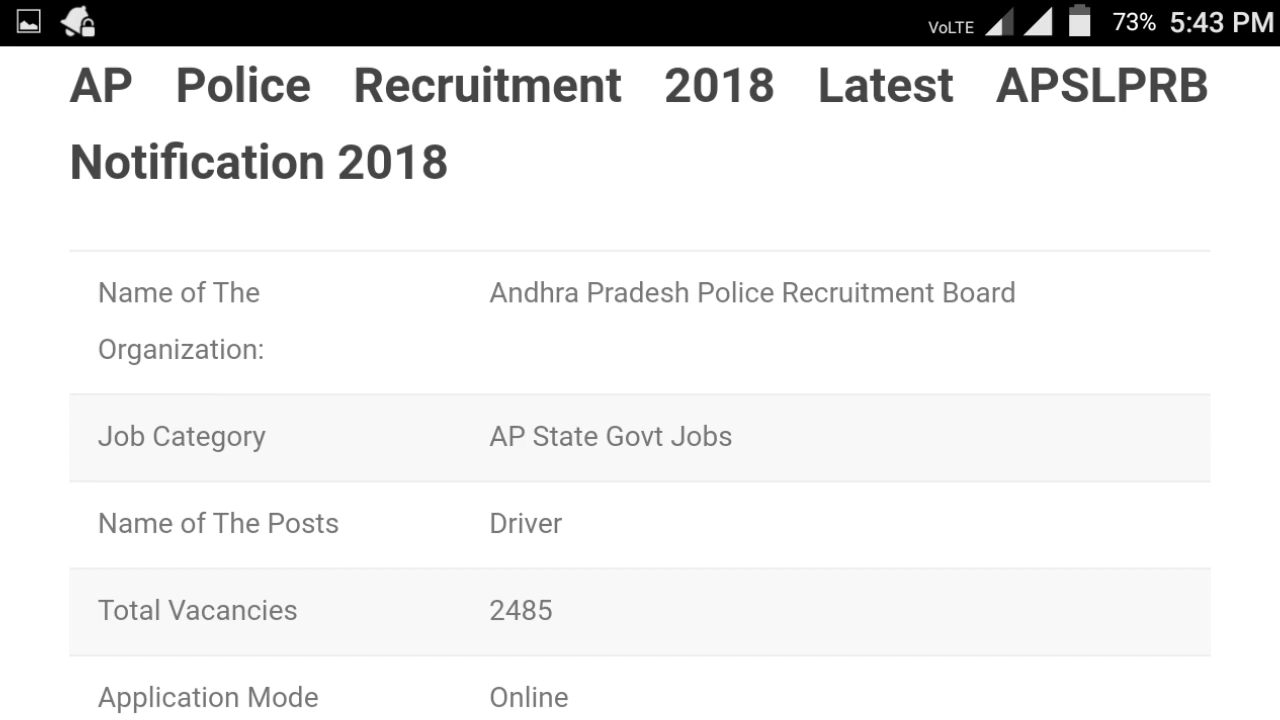 VoLTE 73% 5:43 PM
AP Police Recruitment 2018 Latest APSLPRB
Notification 2018
Name of The Andhra Pradesh Police Recruitment Board
Organization:
Job Category AP State Govt Jobs
Name of The Posts Driver
Total Vacancies 2485
Application Mode Online